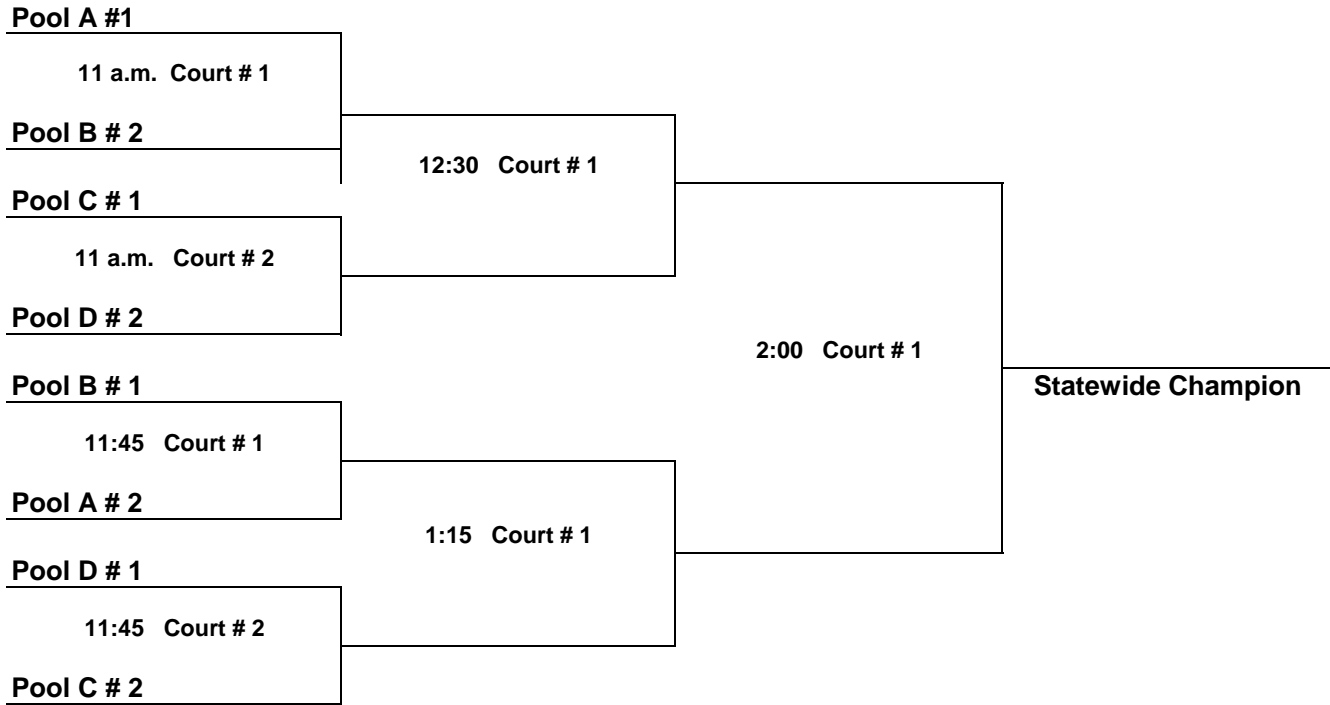 Pool A #1
11 a.m. Court # 1
Pool B # 2
12:30 Court # 1
Pool C # 1
11 a.m. Court # 2
Pool D # 2
2:00 Court # 1
Pool B # 1
Statewide Champion
11:45 Court # 1
Pool A # 2
1:15 Court # 1
Pool D # 1
11:45 Court # 2
Pool C # 2